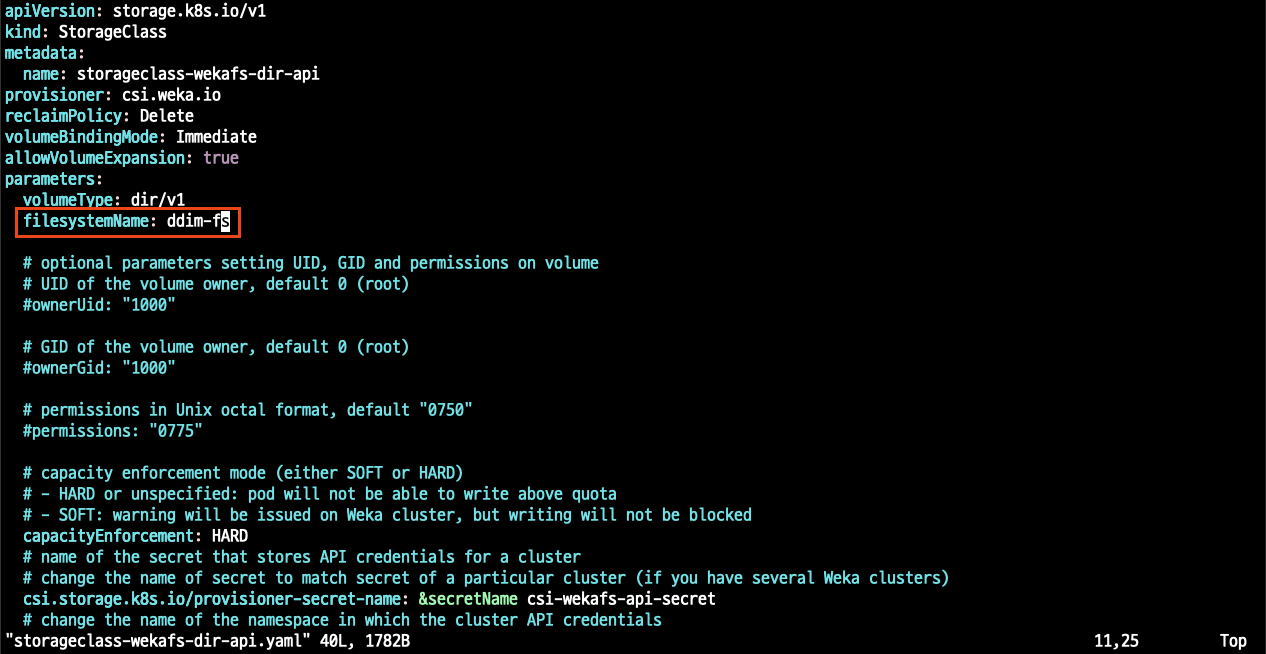 apiVersion: storage.k8s.io/v1
kind: StorageClass
metadata:
  name: storageclass-wekafs-dir-api
provisioner: csi.weka.io
reclaimPolicy: Delete
volumeBindingMode: Immediate
allowVolumeExpansion: true
parameters:
  volumeType: dir/v1
  filesystemName: ddim-fs

  # optional parameters setting UID, GID and permissions on volume
  # UID of the volume owner, default 0 (root)
  #ownerUid: "1000"

  # GID of the volume owner, default 0 (root)
  #ownerGid: "1000"

  # permissions in Unix octal format, default "0750"
  #permissions: "0775"

  # capacity enforcement mode (either SOFT or HARD)
  # - HARD or unspecified: pod will not be able to write above quota
  # - SOFT: warning will be issued on Weka cluster, but writing will not be blocked
  capacityEnforcement: HARD
  # name of the secret that stores API credentials for a cluster
  # change the name of secret to match secret of a particular cluster (if you have several Weka clusters)
  csi.storage.k8s.io/provisioner-secret-name: &secretName csi-wekafs-api-secret
  # change the name of the namespace in which the cluster API credentials
"storageclass-wekafs-dir-api.yaml" 40L, 1782B 11,25 Top